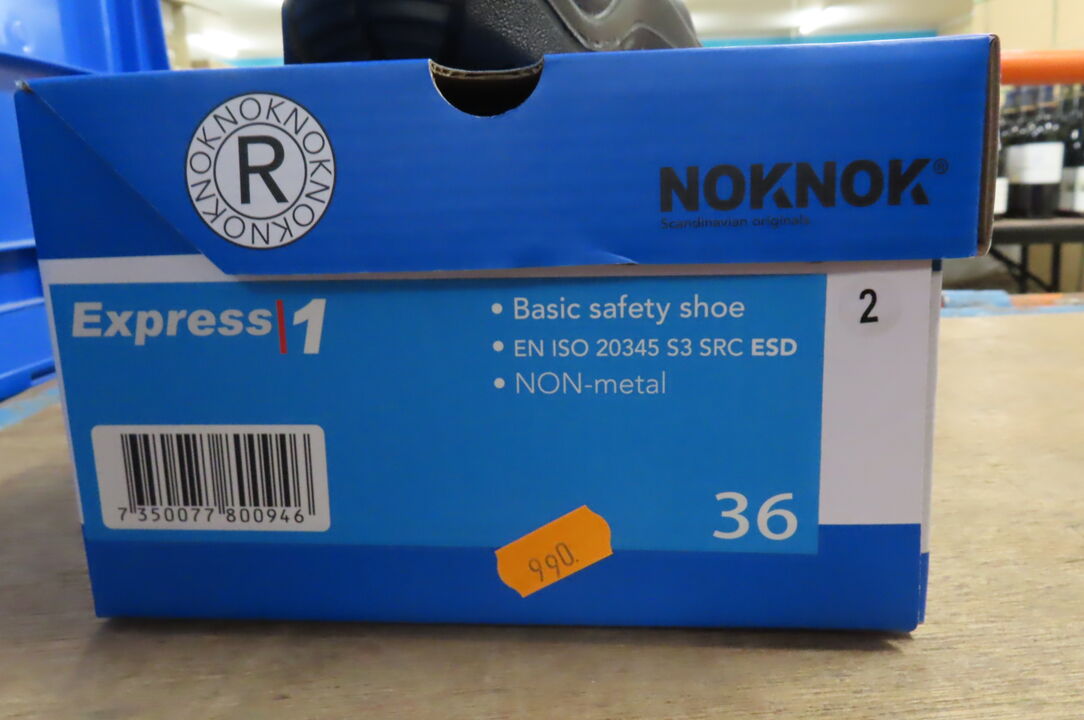 NOKNOKNOKNOKNOKNOK
R
NOKNOK®
Scandinavian originals
Express|1
• Basic safety shoe
• EN ISO 20345 S3 SRC ESD
• NON-metal
2
7 350077 800946
36
990.